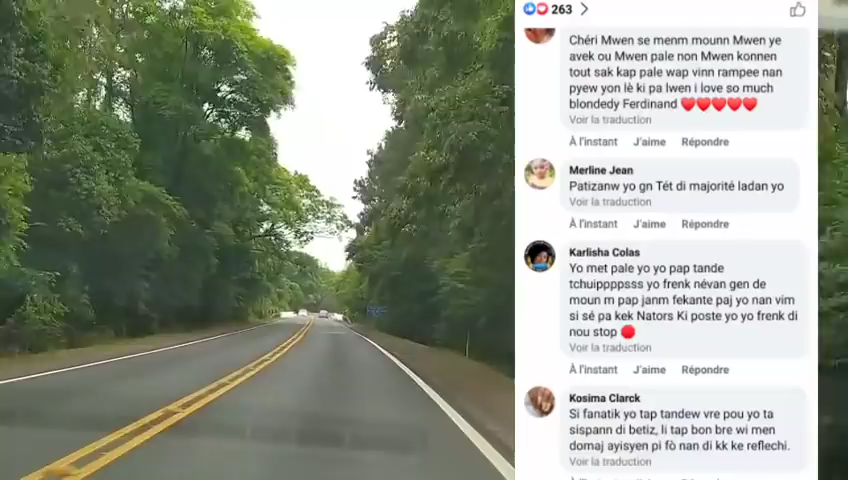 263
Chéri Mwen se menm mounn Mwen ye
avek ou Mwen pale non Mwen konnen
tout sak kap pale wap vinn rampee nan
pyew yon lè ki pa lwen i love so much
blondedy Ferdinand ❤️❤️❤️❤️❤️
Voir la traduction
À l'instant J'aime Répondre
Merline Jean
Patizanw yo gn Tét di majorité ladan yo
Voir la traduction
À l'instant J'aime Répondre
Karlisha Colas
Yo met pale yo yo pap tande
tchuipppsss yo frenk névan gen de
moun m pap janm fekante paj yo nan vim
si sé pa kek Nators Ki poste yo yo frenk di
nou stop 🛑
Voir la traduction
À l'instant J'aime Répondre
Kosima Clarck
Si fanatik yo tap tandew vre pou yo ta
sispann di betiz, li tap bon bre wi men
domaj ayisyen pi fò nan di kk ke reflechi.
Voir la traduction